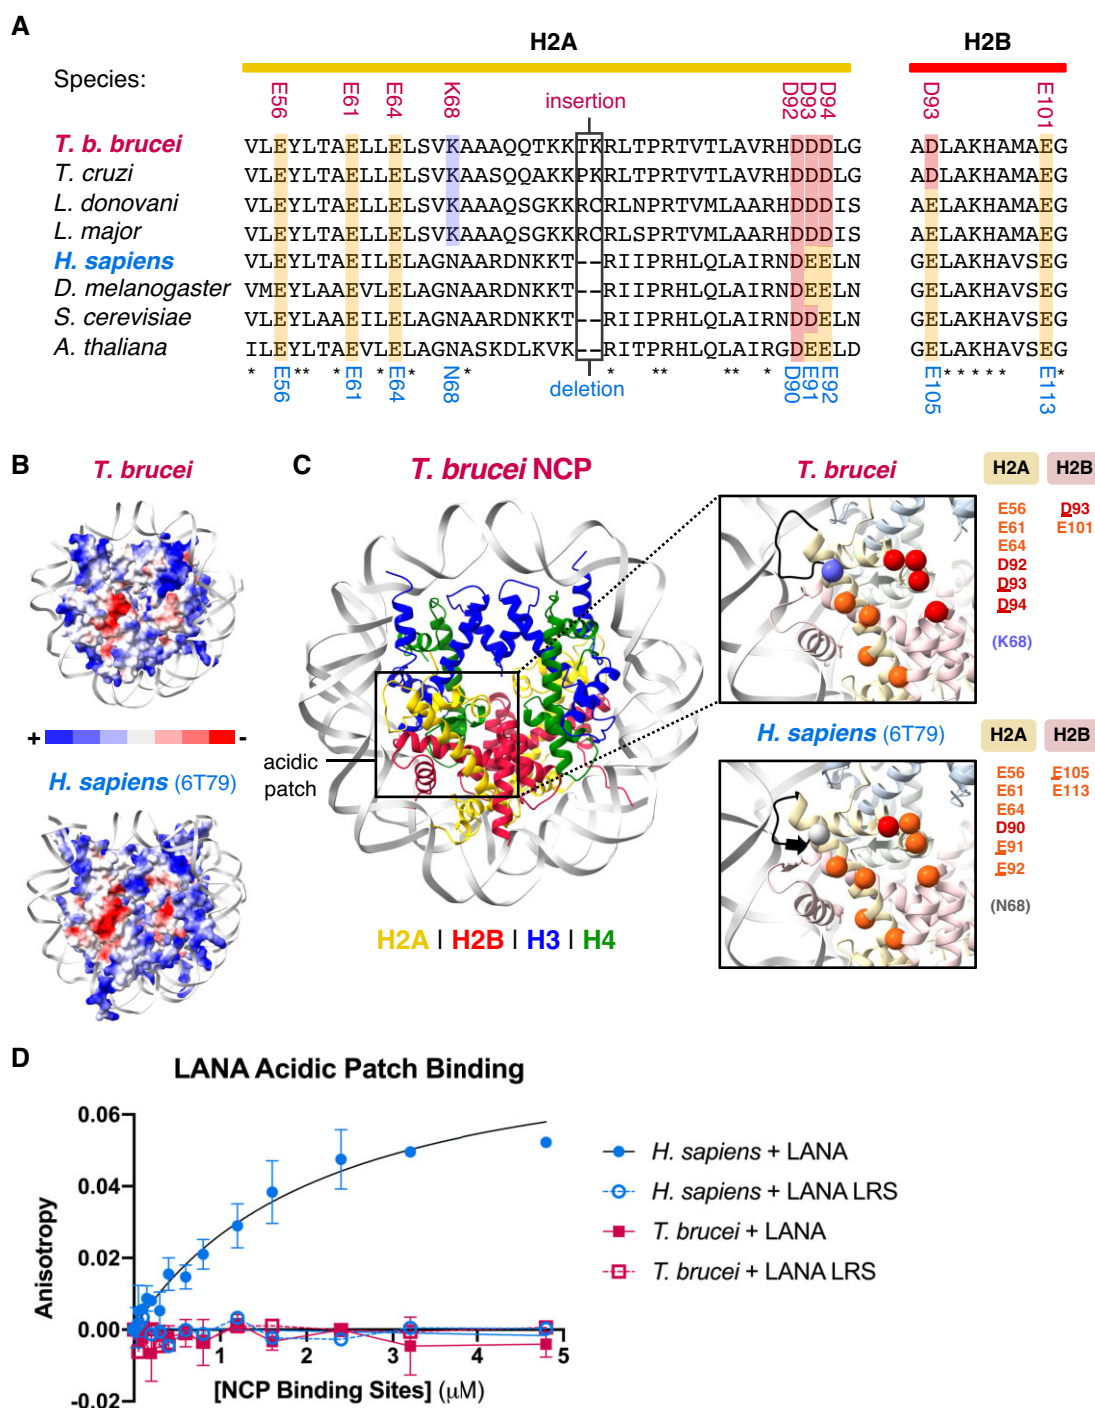 A
H2A
H2B
Species:
E56
E61
E64
K68
insertion
D92
D93
D94
D93
E101
T. b. brucei VLEYLTAELLELSVKAAAQQTKKTKRLTPRTVTLAVRHDDDLG ADLAKHAMAEG
T. cruzi VLEYLTAELLELSVKAASQQAKKPKRLTPRTVTLAVRHDDDLG ADLAKHAMAEG
L. donovani VLEYLTAELLELSVKAAAQSGKKRCRLNPRTVMLAARHDDDIS AELAKHAMAEG
L. major VLEYLTAELLELSVKAAAQSGKKRCRLSPRTVMLAARHDDDIS AELAKHAMAEG
H. sapiens VLEYLTAEILELAGNAARDNKKT--RIIPRHLQLAIRNDEELN GELAKHAVSEG
D. melanogaster VMEYLAAEVLELAGNAARDNKKT--RIIPRHLQLAIRNDEELN GELAKHAVSEG
S. cerevisiae VLEYLAAEILELAGNAARDNKKT--RIIPRHLQLAIRNDDELN GELAKHAVSEG
A. thaliana ILEYLTAEVLELAGNASKDLKVK--RITPRHLQLAIRGDEELD GELAKHAVSEG
* ** * * * * * ** ** * ***** *
E56
E61
E64
N68
deletion
D90
E91
E92
E105
E113
B
T. brucei
+ -
H. sapiens (6T79)
C
T. brucei NCP
acidic
patch
H2A | H2B | H3 | H4
T. brucei
H2A H2B
E56 D93
E61 E101
E64
D92
D93
D94
(K68)
H. sapiens (6T79)
H2A H2B
E56 E105
E61 E113
E64
D90
E91
E92
(N68)
D
LANA Acidic Patch Binding
Anisotropy
0.06
0.04
0.02
0.00
-0.02
1 2 3 4 5
[NCP Binding Sites] (μM)
H. sapiens + LANA
H. sapiens + LANA LRS
T. brucei + LANA
T. brucei + LANA LRS